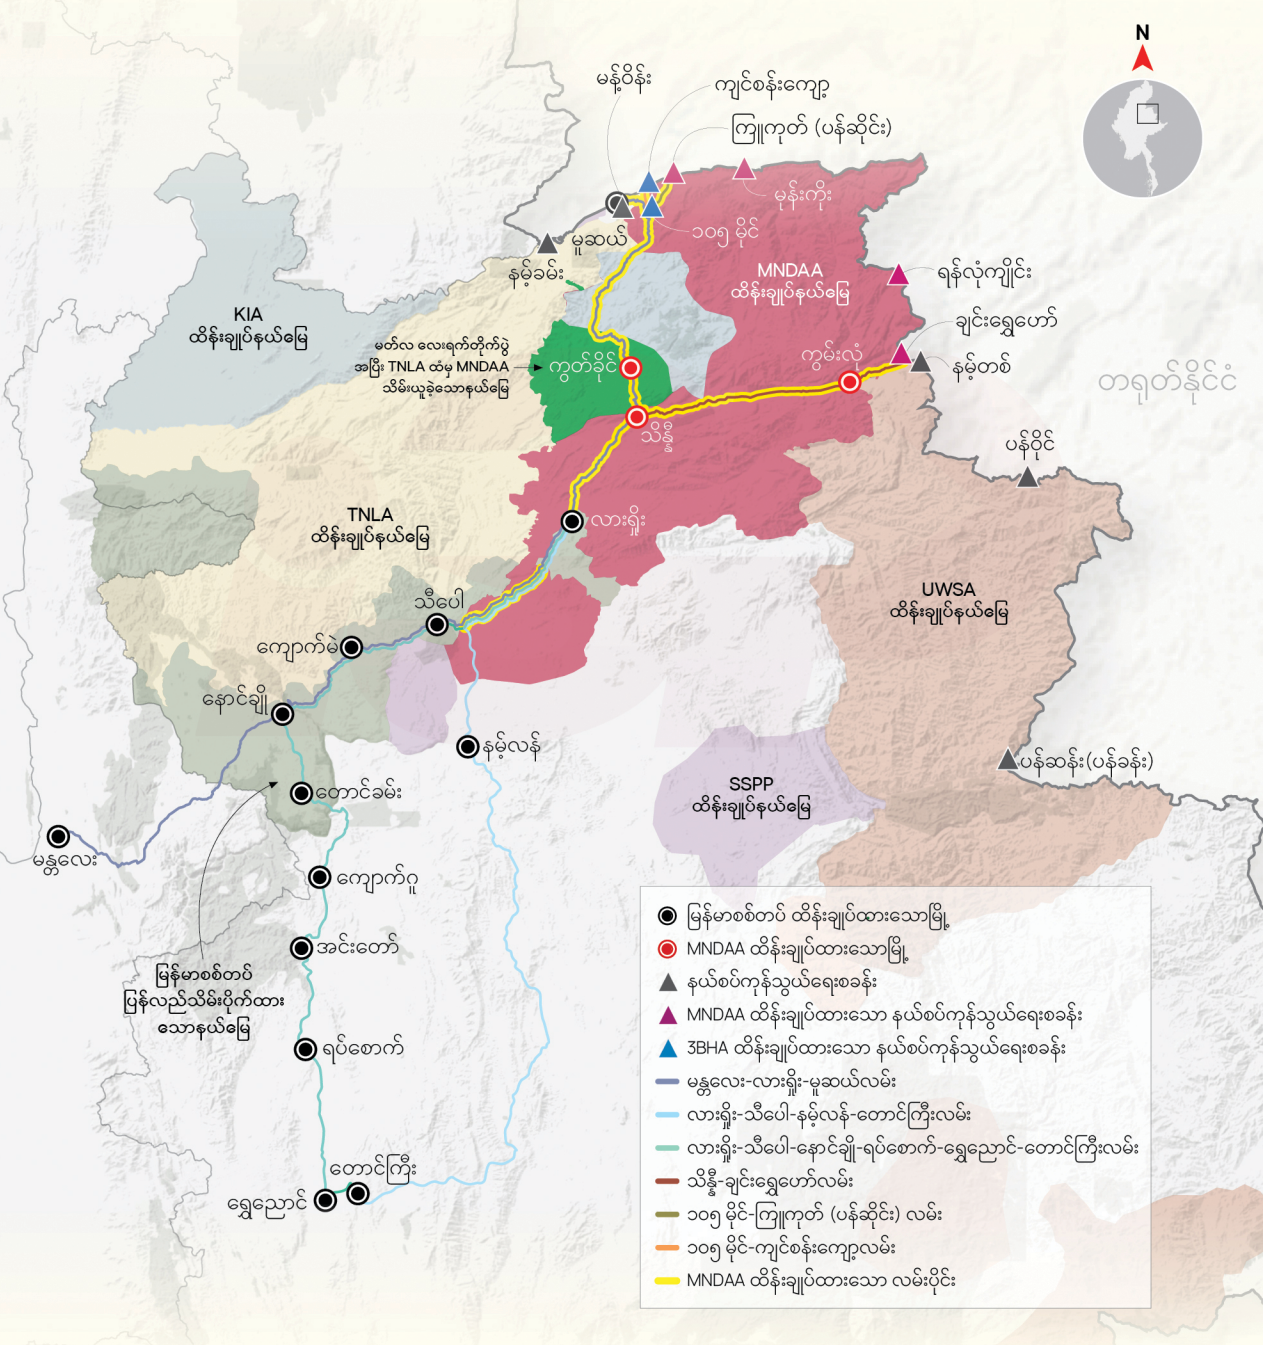 N
မန့်ဝိန်း
ကျင်စန်းကျော့
ကြူကုတ် (ပန်ဆိုင်း)
မုန်းကိုး
မူဆယ်
၁၀၅ မိုင်
နမ့်ခမ်း
MNDAA
ထိန်းချုပ်နယ်မြေ
ရန်လုံကျိုင်း
ချင်းရွှေဟော်
KIA
ထိန်းချုပ်နယ်မြေ
မတ်လ လေးရက်တိုက်ပွဲ
အပြီး TNLA ထံမှ MNDAA
သိမ်းယူခဲ့သောနယ်မြေ
ကွတ်ခိုင်
ကွမ်းလုံ
နမ့်တစ်
တရုတ်နိုင်ငံ
သိန္နီ
ပန်ဝိုင်
TNLA
ထိန်းချုပ်နယ်မြေ
လားရှိုး
UWSA
ထိန်းချုပ်နယ်မြေ
သီပေါ
ကျောက်မဲ
နောင်ချို
နမ့်လန်
ပန်ဆန်း(ပန်ခန်း)
SSPP
ထိန်းချုပ်နယ်မြေ
တောင်ခမ်း
မန္တလေး
ကျောက်ဂူ
အင်းတော်
မြန်မာစစ်တပ်
ပြန်လည်သိမ်းပိုက်ထား
သောနယ်မြေ
ရပ်စောက်
တောင်ကြီး
ရွှေညောင်
မြန်မာစစ်တပ် ထိန်းချုပ်ထားသောမြို့
MNDAA ထိန်းချုပ်ထားသောမြို့
နယ်စပ်ကုန်သွယ်ရေးစခန်း
MNDAA ထိန်းချုပ်ထားသော နယ်စပ်ကုန်သွယ်ရေးစခန်း
3BHA ထိန်းချုပ်ထားသော နယ်စပ်ကုန်သွယ်ရေးစခန်း
မန္တလေး-လားရှိုး-မူဆယ်လမ်း
လားရှိုး-သီပေါ-နမ့်လန်-တောင်ကြီးလမ်း
လားရှိုး-သီပေါ-နောင်ချို-ရပ်စောက်-ရွှေညောင်-တောင်ကြီးလမ်း
သိန္နီ-ချင်းရွှေဟော်လမ်း
၁၀၅ မိုင်-ကြူကုတ် (ပန်ဆိုင်း) လမ်း
၁၀၅ မိုင်-ကျင်စန်းကျော့လမ်း
MNDAA ထိန်းချုပ်ထားသော လမ်းပိုင်း